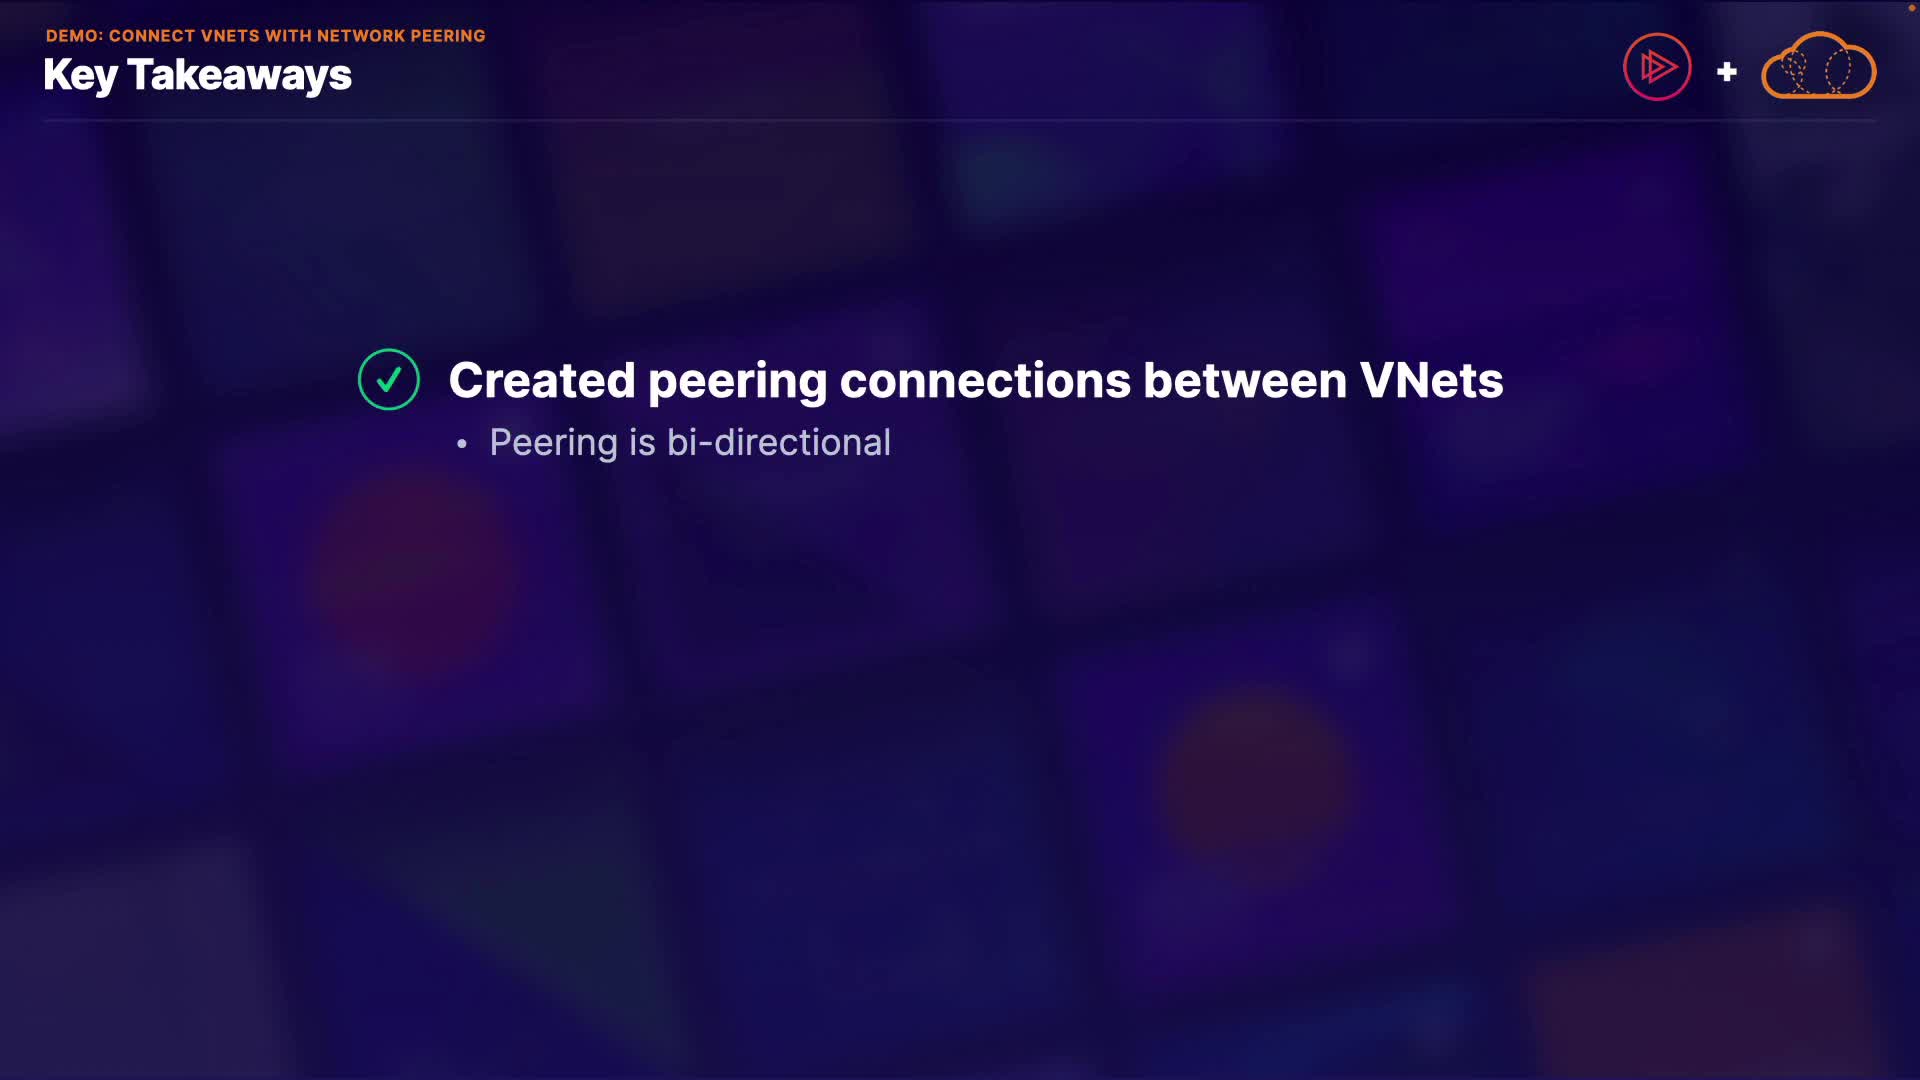 DEMO: CONNECT VNETS WITH NETWORK PEERING
Key Takeaways
Created peering connections between VNets
• Peering is bi-directional